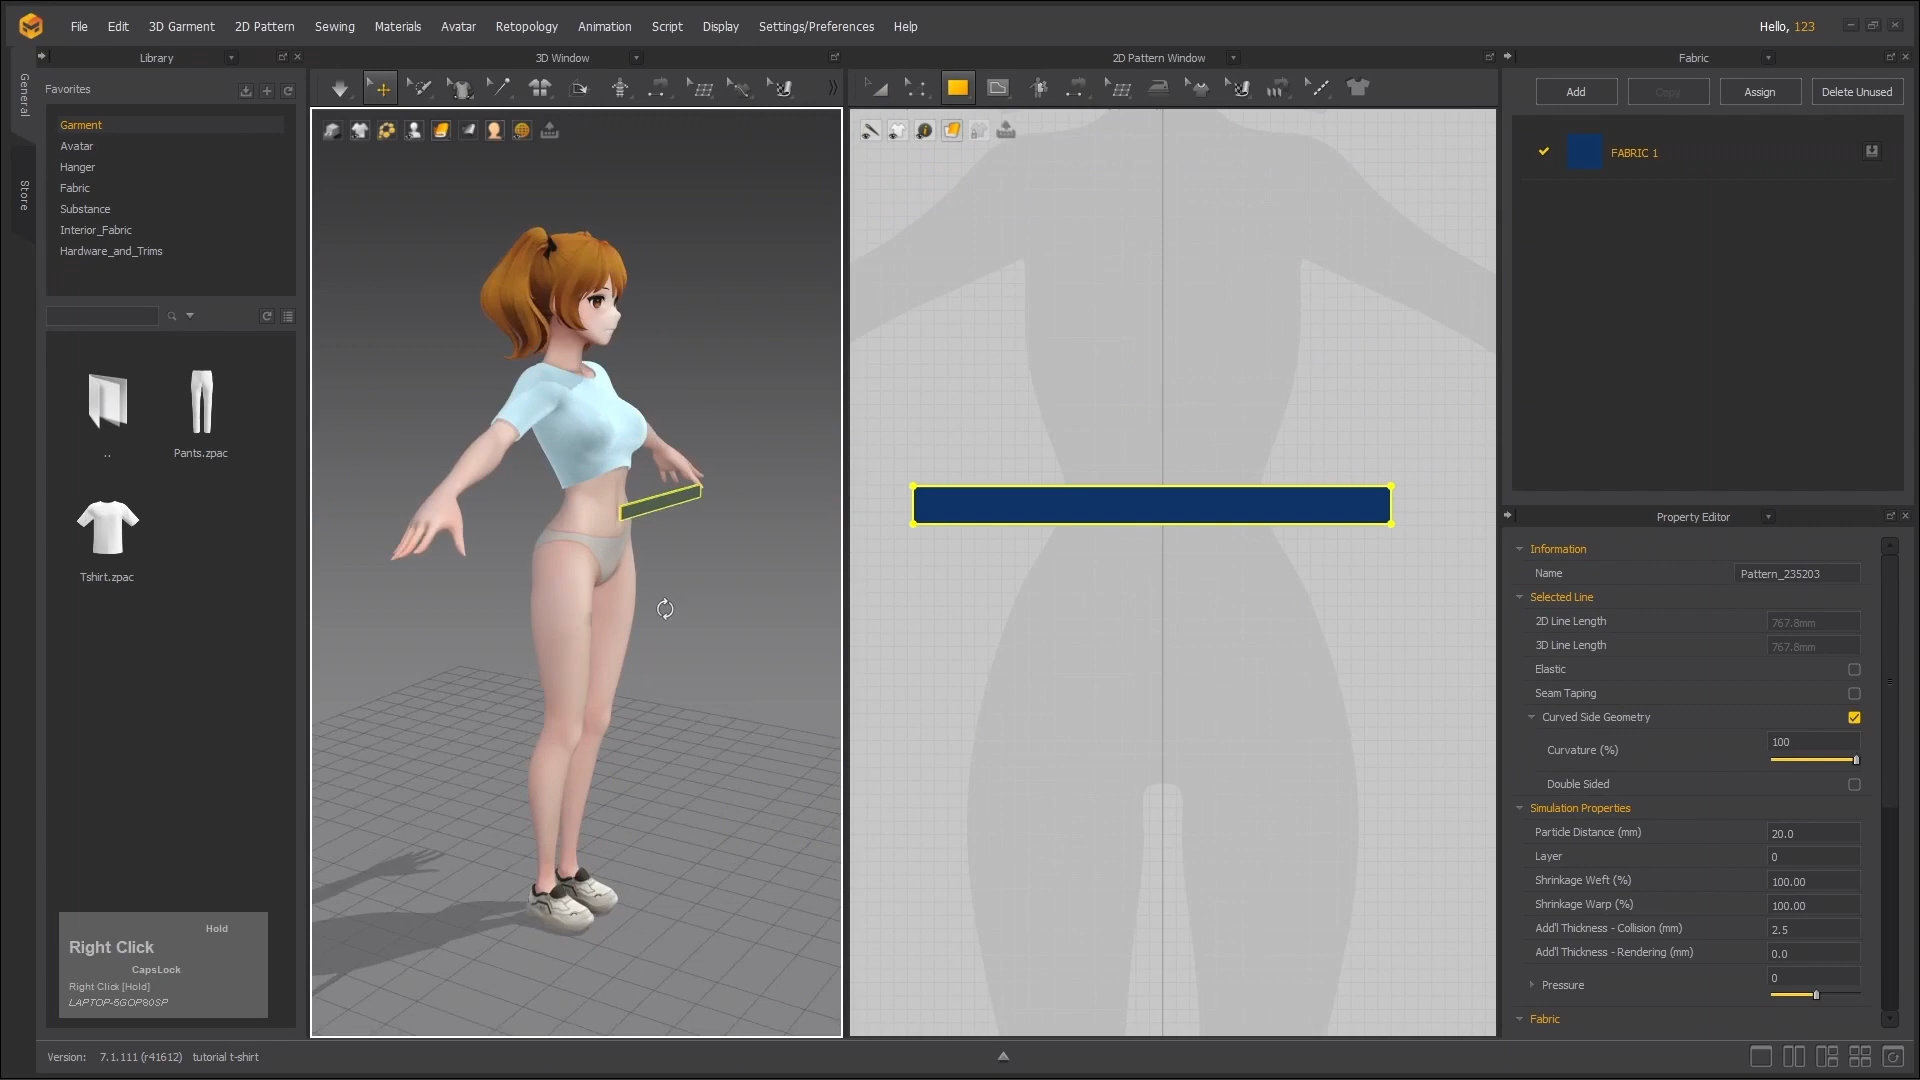 File Edit 3D Garment 2D Pattern Sewing Materials Avatar Retopology Animation Script Display Settings/Preferences Help
Hello, 123
Library
3D Window
2D Pattern Window
Fabric
General
Store
Favorites
Garment
Avatar
Hanger
Fabric
Substance
Interior_Fabric
Hardware_and_Trims
..
Pants.zpac
Tshirt.zpac
Hold
Right Click
CapsLock
Right Click [Hold]
LAPTOP-5GOP80SP
Add
Copy
Assign
Delete Unused
FABRIC 1
Property Editor
Information
Name Pattern_235203
Selected Line
2D Line Length 767.8mm
3D Line Length 767.8mm
Elastic
Seam Taping
Curved Side Geometry
Curvature (%) 100
Double Sided
Simulation Properties
Particle Distance (mm) 20.0
Layer 0
Shrinkage Weft (%) 100.00
Shrinkage Warp (%) 100.00
Add'l Thickness - Collision (mm) 2.5
Add'l Thickness - Rendering (mm) 0.0
Pressure 0
Fabric
Version: 7.1.111 (r41612) tutorial t-shirt